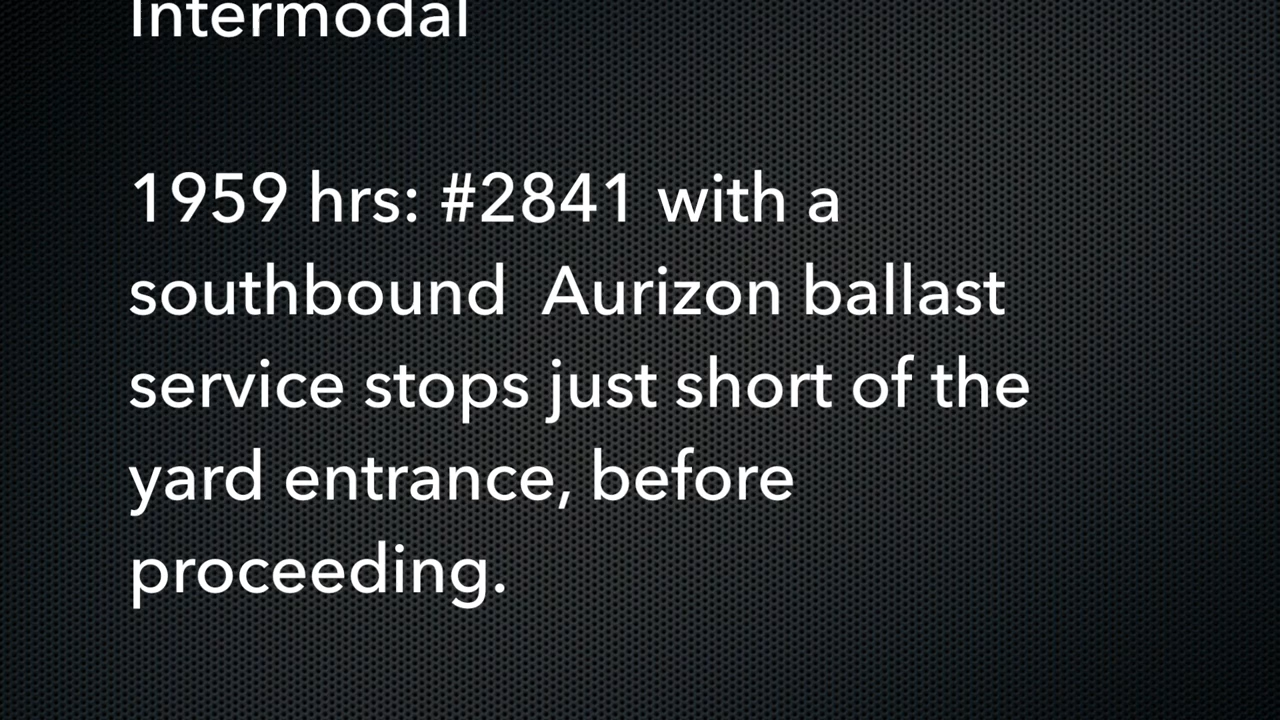 Intermodal
1959 hrs: #2841 with a
southbound  Aurizon ballast
service stops just short of the
yard entrance, before
proceeding.